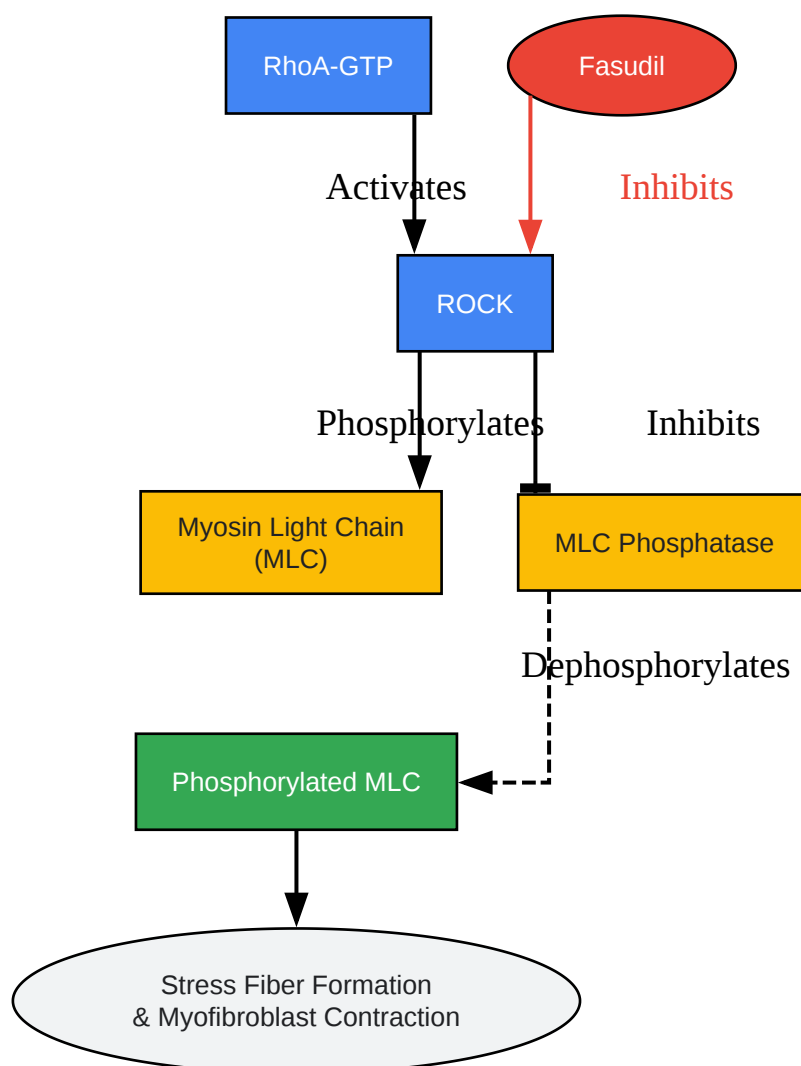 RhoA-GTP
Fasudil
Activates
Inhibits
ROCK
Phosphorylates
Inhibits
Myosin Light Chain
(MLC)
MLC Phosphatase
Dephosphorylates
Phosphorylated MLC
Stress Fiber Formation
& Myofibroblast Contraction